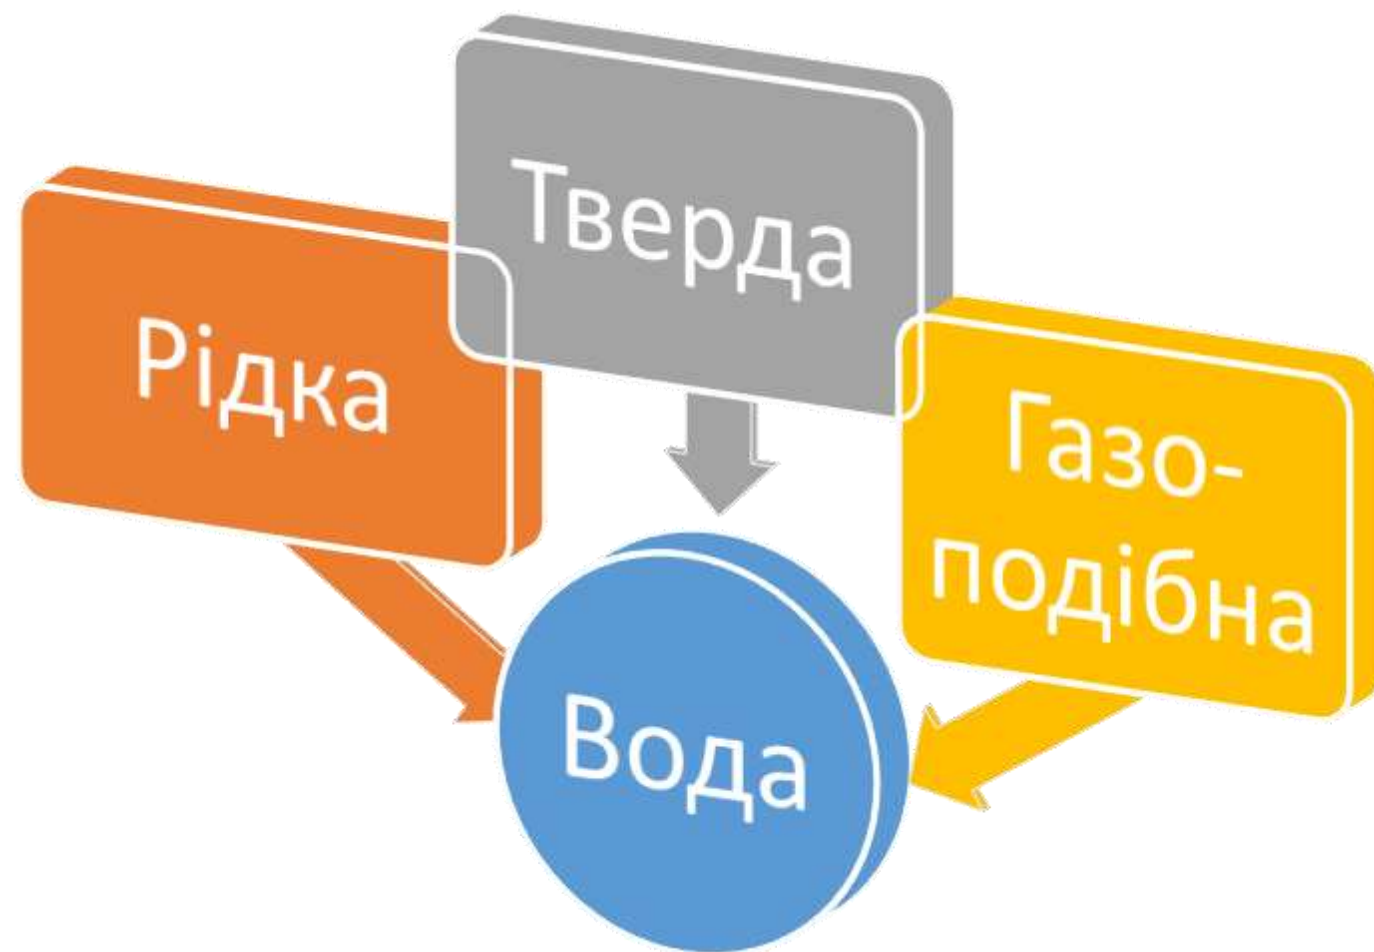 Рідка
Тверда
Газо-
подібна
Вода